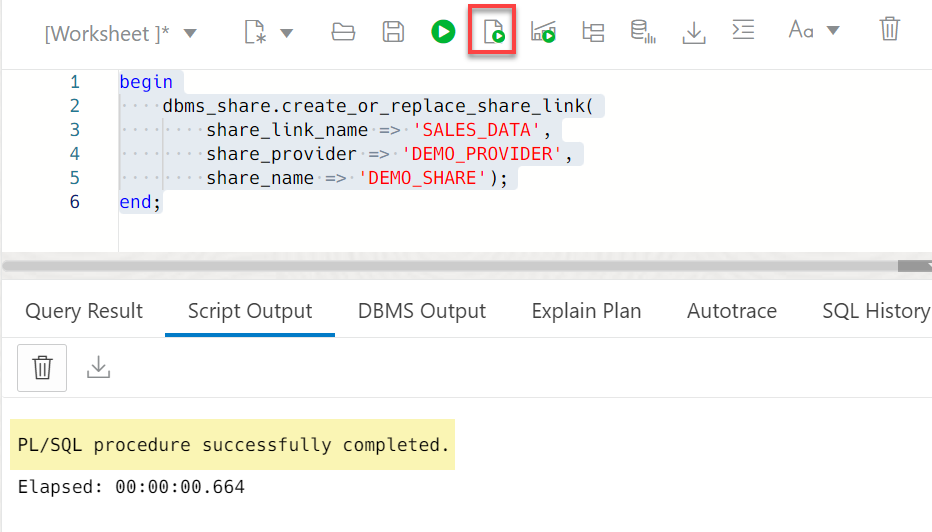 [Worksheet ]*
Aa
1 begin
2 dbms_share.create_or_replace_share_link(
3 share_link_name => 'SALES_DATA',
4 share_provider => 'DEMO_PROVIDER',
5 share_name => 'DEMO_SHARE');
6 end;
Query Result Script Output DBMS Output Explain Plan Autotrace SQL History
PL/SQL procedure successfully completed.
Elapsed: 00:00:00.664